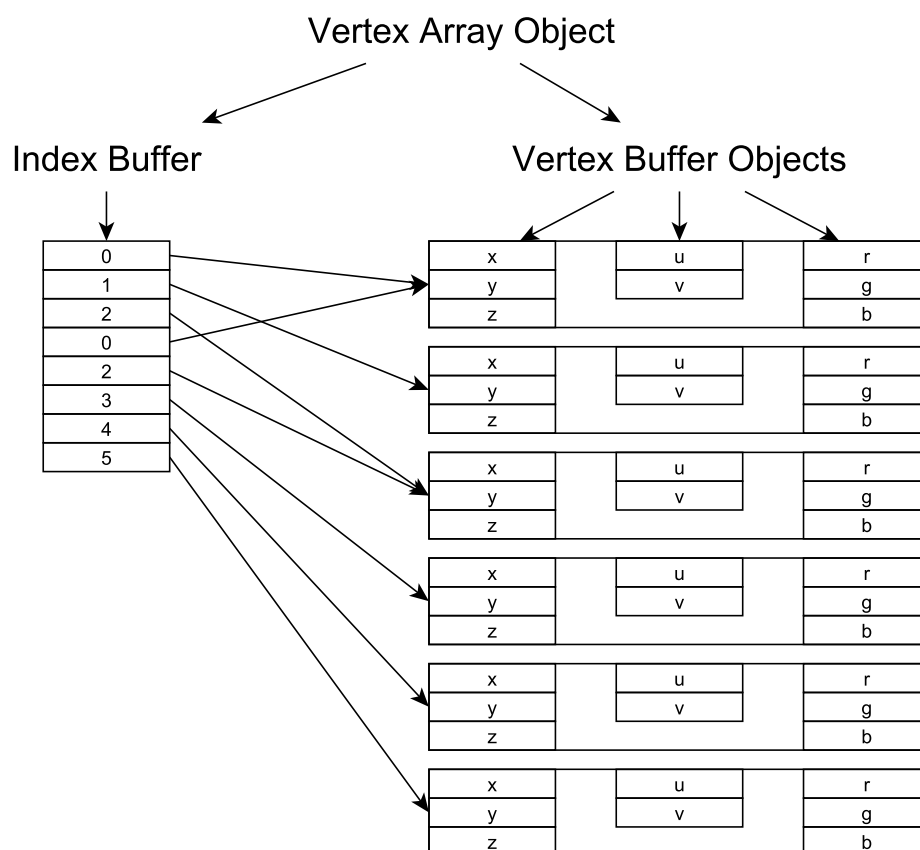 Vertex Array Object
Index Buffer
Vertex Buffer Objects
0
1
2
0
2
3
4
5
x u r
y v g
z b
x u r
y v g
z b
x u r
y v g
z b
x u r
y v g
z b
x u r
y v g
z b
x u r
y v g
z b